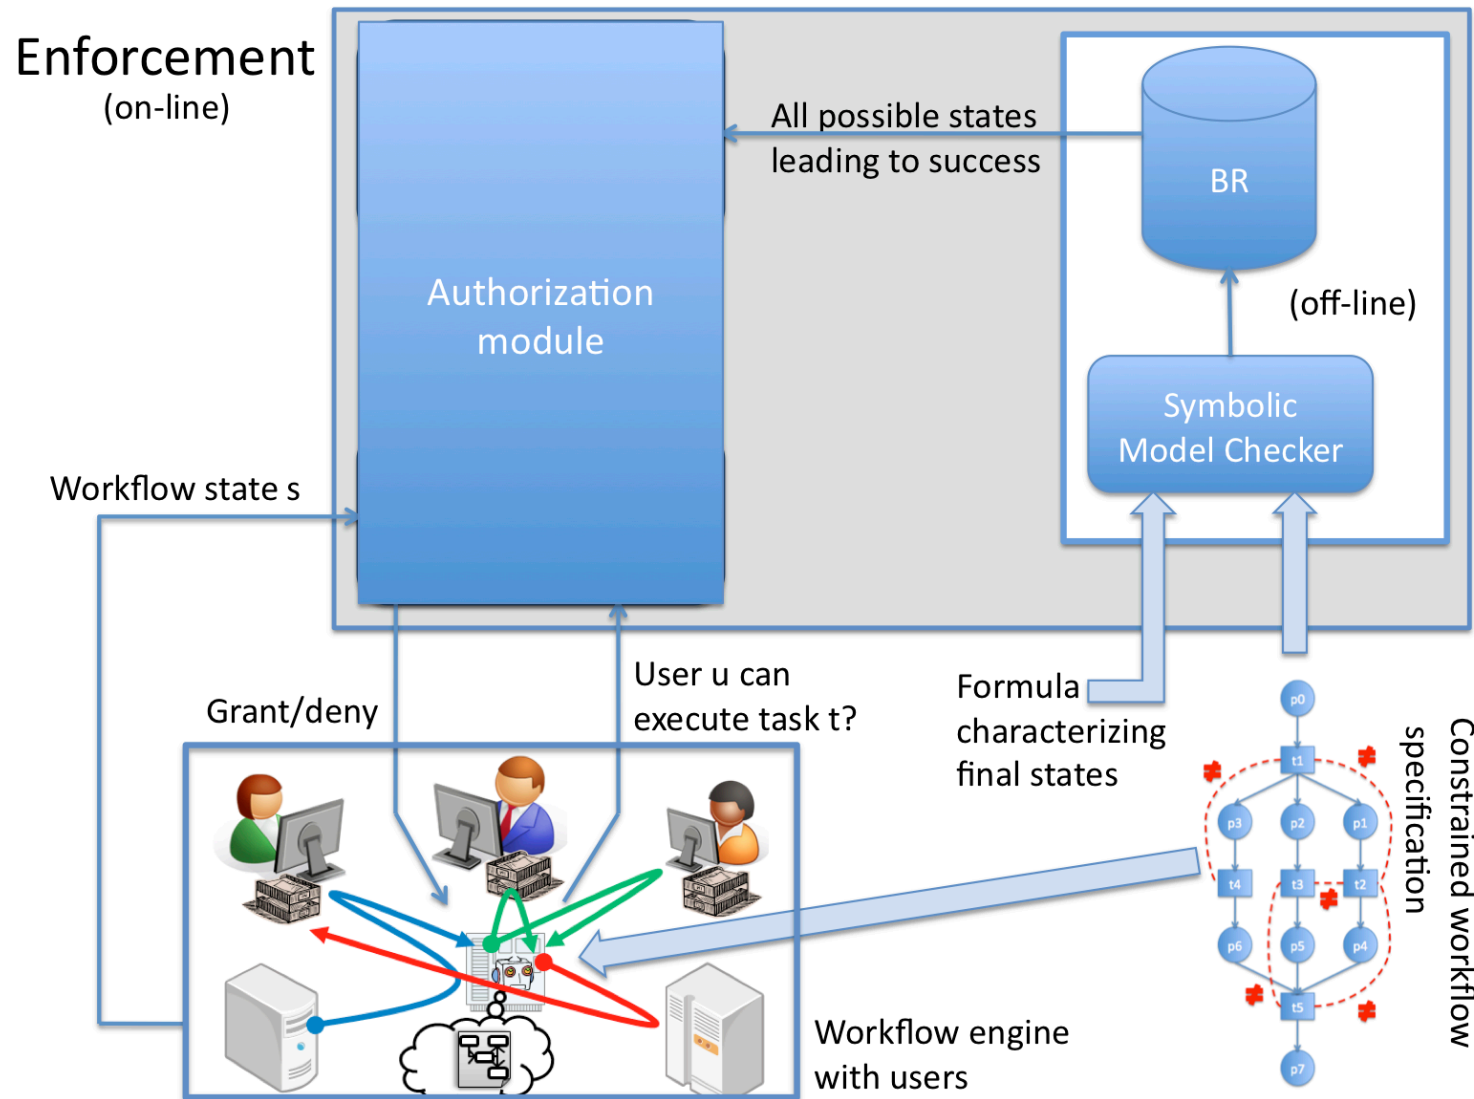 Enforcement
(on-line)
All possible states
leading to success
BR
Authorization
module
(off-line)
Symbolic
Model Checker
Workflow state s
User u can
execute task t?
Grant/deny
Formula
characterizing
final states
Constrained workflow
specification
p0
≠
t1
≠
p3
p2
p1
t4
t3
≠
t2
p6
p5
p4
≠
t5
≠
p7
Workflow engine
with users